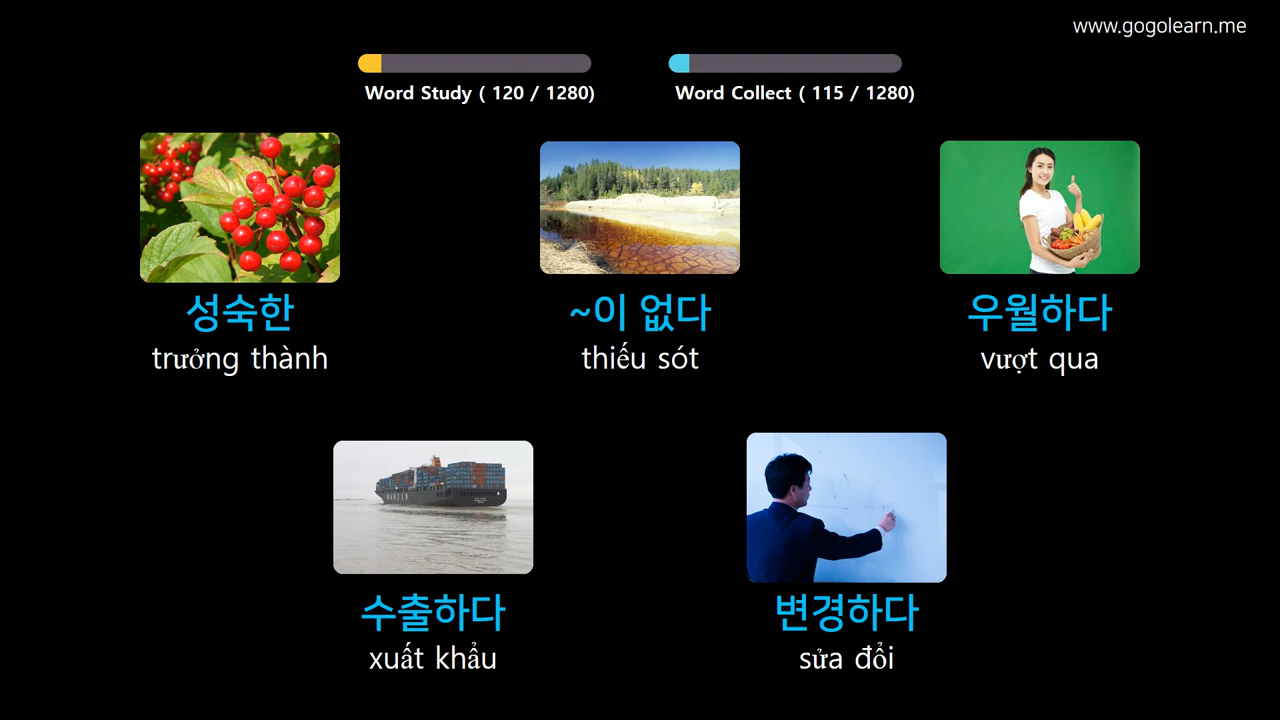 www.gogolearn.me
Word Study ( 120 / 1280)
Word Collect ( 115 / 1280)
성숙한
trưởng thành
~이 없다
thiếu sót
우월하다
vượt qua
수출하다
xuất khẩu
변경하다
sửa đổi